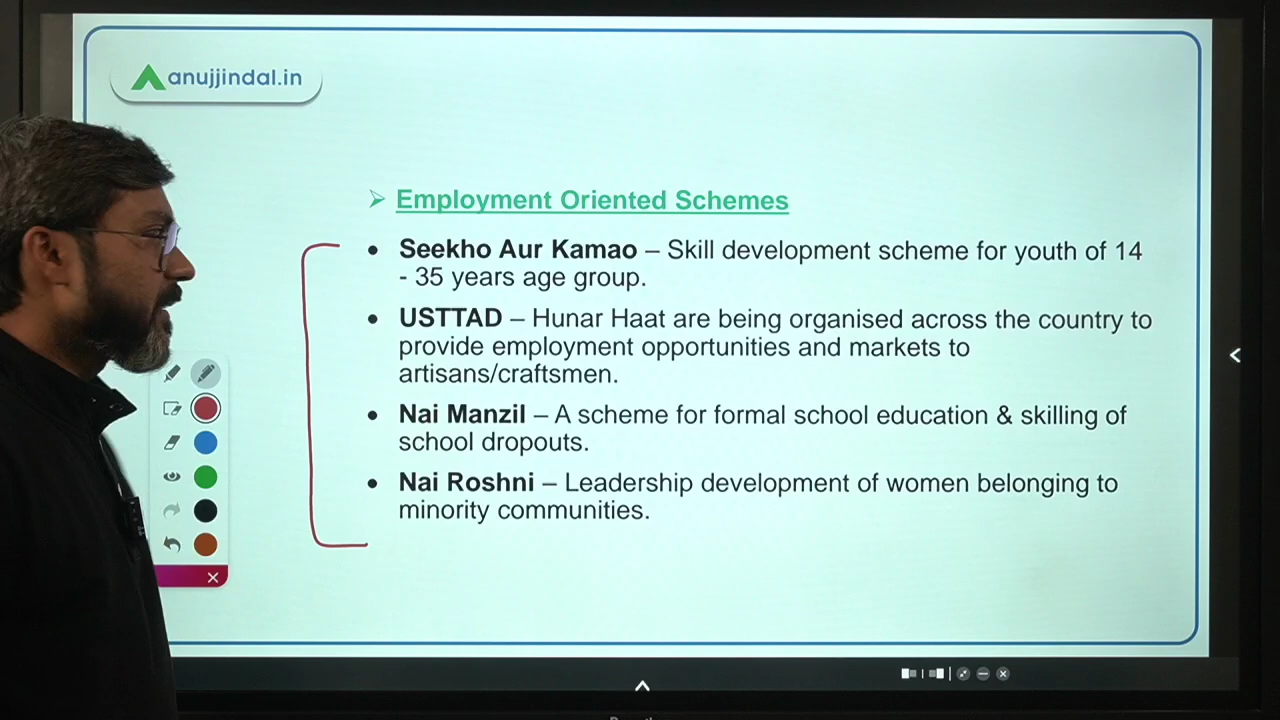 anujjindal.in
➢ Employment Oriented Schemes
• Seekho Aur Kamao – Skill development scheme for youth of 14
- 35 years age group.
• USTTAD – Hunar Haat are being organised across the country to
provide employment opportunities and markets to
artisans/craftsmen.
• Nai Manzil – A scheme for formal school education & skilling of
school dropouts.
• Nai Roshni – Leadership development of women belonging to
minority communities.